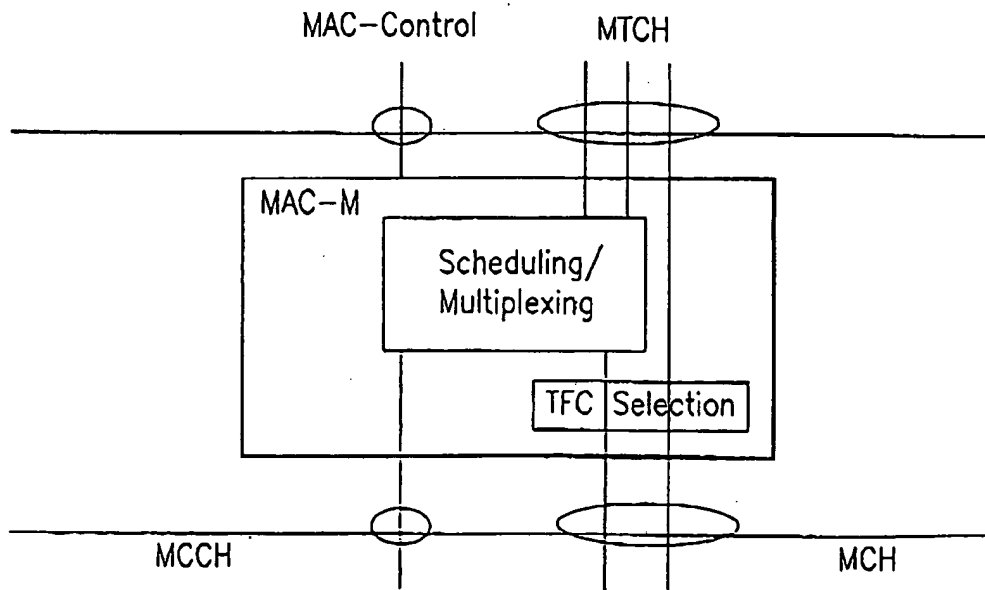 MAC-Control
MTCH
MAC-M
Scheduling/
Multiplexing
TFC Selection
MCCH
MCH